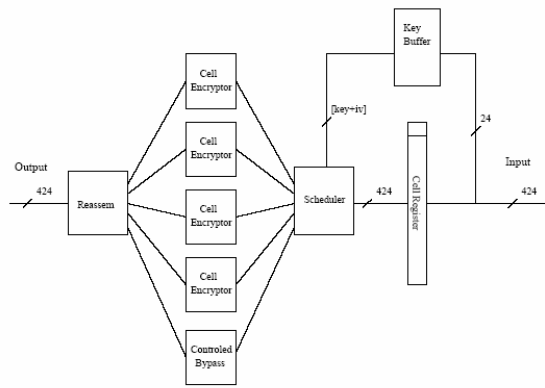 Key
Buffer
Cell
Encryptor
[key+iv]
24
Cell
Encryptor
Output
Input
424
Reassem
Cell
Encryptor
Scheduler
424
Cell Register
424
Cell
Encryptor
Controled
Bypass